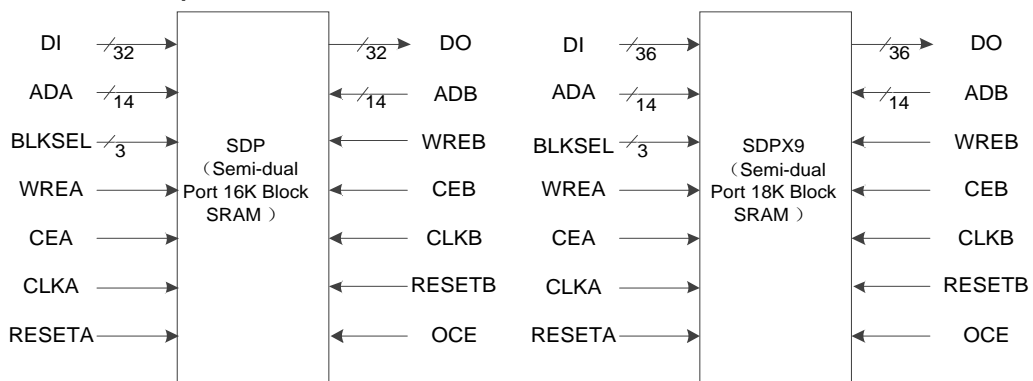 DI 32 32 DO DI 36 36 DO
ADA 14 14 ADB ADA 14 14 ADB
BLKSEL 3 WREB BLKSEL 3 WREB
SDP
（Semi-dual
Port 16K Block
SRAM ）
SDPX9
（Semi-dual
Port 18K Block
SRAM ）
WREA CEB WREA CEB
CEA CLKB CEA CLKB
CLKA RESETB CLKA RESETB
RESETA OCE RESETA OCE